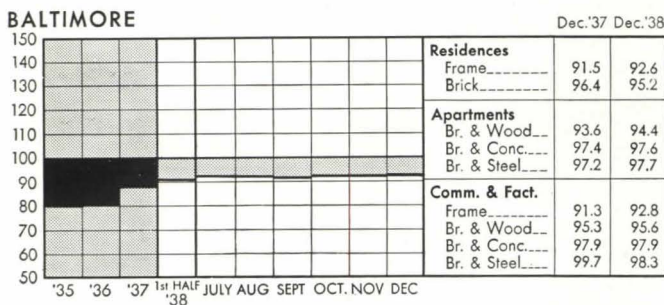 BALTIMORE
150
140
130
120
110
100
90
80
70
60
50
'35 '36 '37 1st HALF '38 JULY AUG SEPT OCT. NOV DEC
Dec.'37 Dec.'38
Residences
Frame 91.5 92.6
Brick 96.4 95.2
Apartments
Br. & Wood 93.6 94.4
Br. & Conc. 97.4 97.6
Br. & Steel 97.2 97.7
Comm. & Fact.
Frame 91.3 92.8
Br. & Wood 95.3 95.6
Br. & Conc. 97.9 97.9
Br. & Steel 99.7 98.3